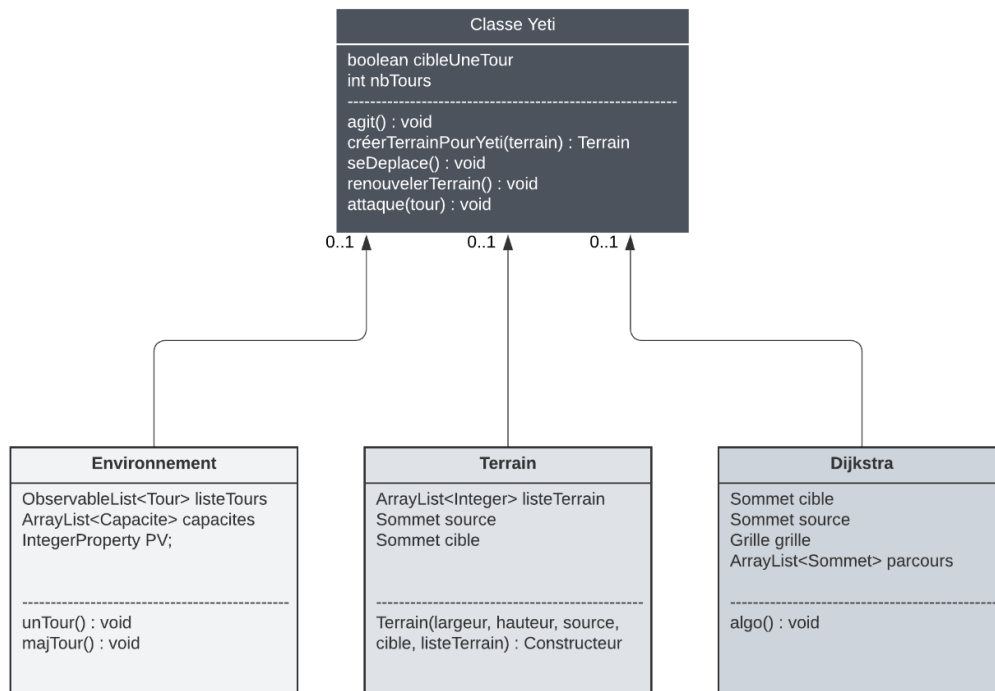 Classe Yeti
boolean cibleUneTour
int nbTours
agit() : void
créerTerrainPourYeti(terrain) : Terrain
seDeplace() : void
renouvelerTerrain() : void
attaque(tour) : void
0..1
0..1
0..1
Environnement
ObservableList<Tour> listeTours
ArrayList<Capacite> capacites
IntegerProperty PV;
unTour() : void
majTour() : void
Terrain
ArrayList<Integer> listeTerrain
Sommet source
Sommet cible
Terrain(largeur, hauteur, source,
cible, listeTerrain) : Constructeur
Dijkstra
Sommet cible
Sommet source
Grille grille
ArrayList<Sommet> parcours
algo() : void